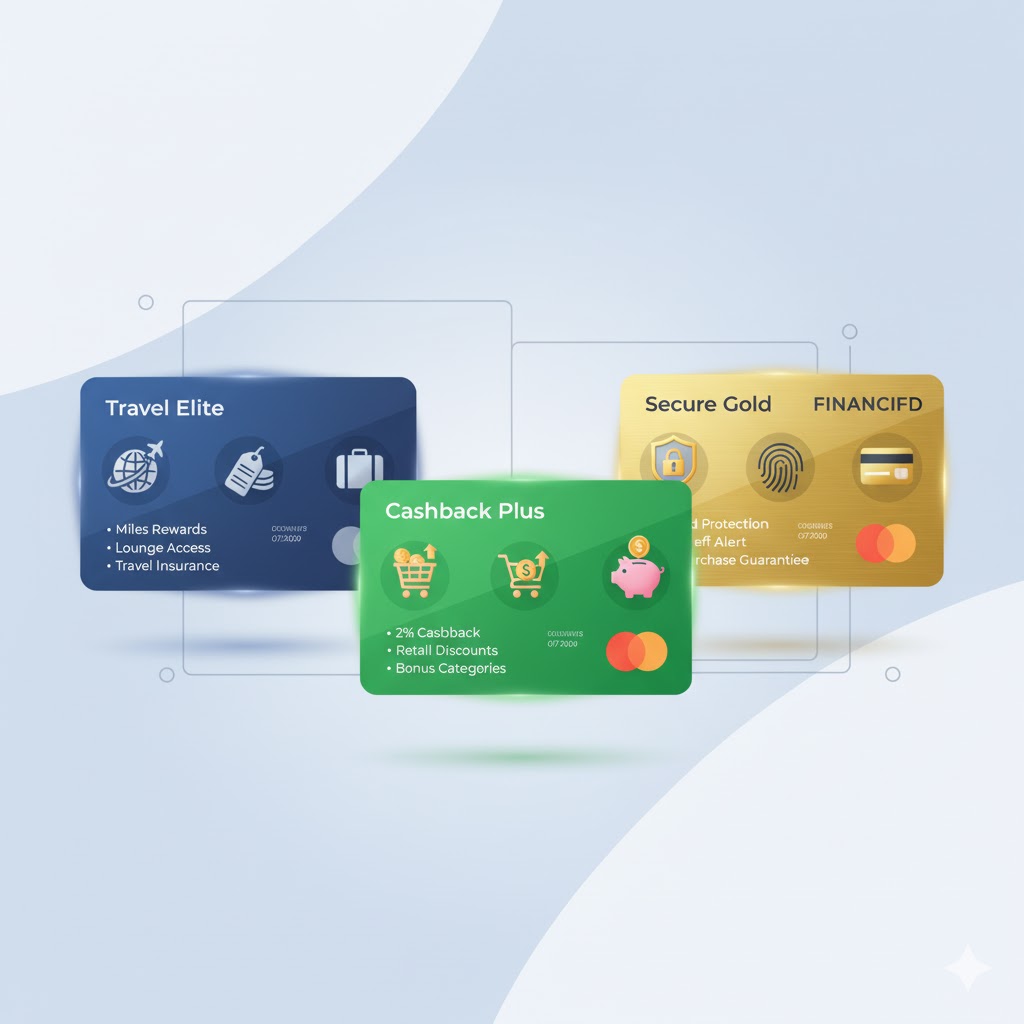 Travel Elite
• Miles Rewards
• Lounge Access
• Travel Insurance
Cashback Plus
• 2% Casbback
• Retall Discounts
• Bonus Categories
Secure Gold
FINANCIFD
d Protection
eff Alert
rchase Guarantee